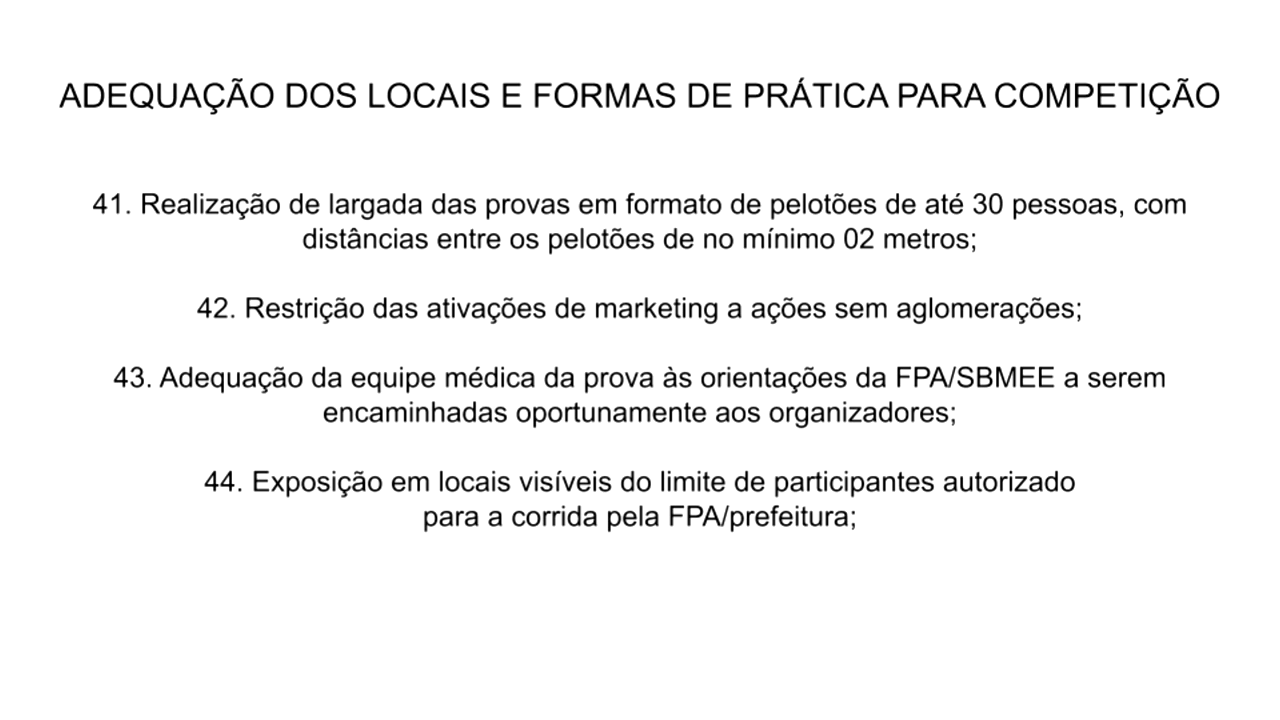 ADEQUAÇÃO DOS LOCAIS E FORMAS DE PRÁTICA PARA COMPETIÇÃO
41. Realização de largada das provas em formato de pelotões de até 30 pessoas, com
distâncias entre os pelotões de no mínimo 02 metros;
42. Restrição das ativações de marketing a ações sem aglomerações;
43. Adequação da equipe médica da prova às orientações da FPA/SBMEE a serem
encaminhadas oportunamente aos organizadores;
44. Exposição em locais visíveis do limite de participantes autorizado
para a corrida pela FPA/prefeitura;